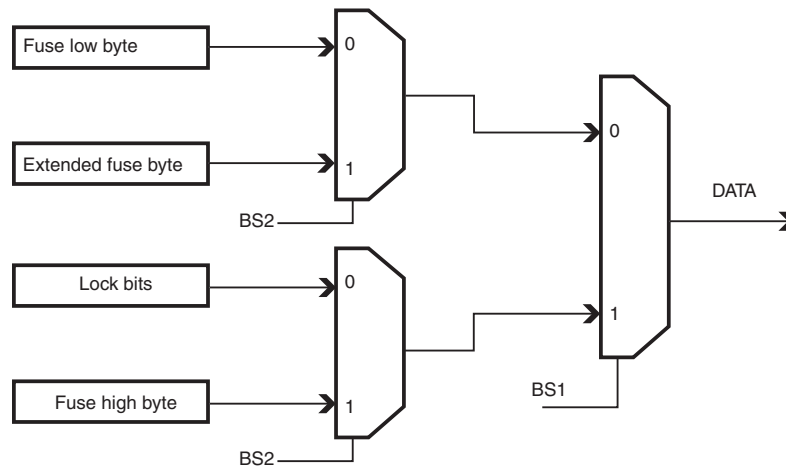 Fuse low byte
0
Extended fuse byte
1
BS2
0
DATA
Lock bits
0
1
Fuse high byte
1
BS1
BS2